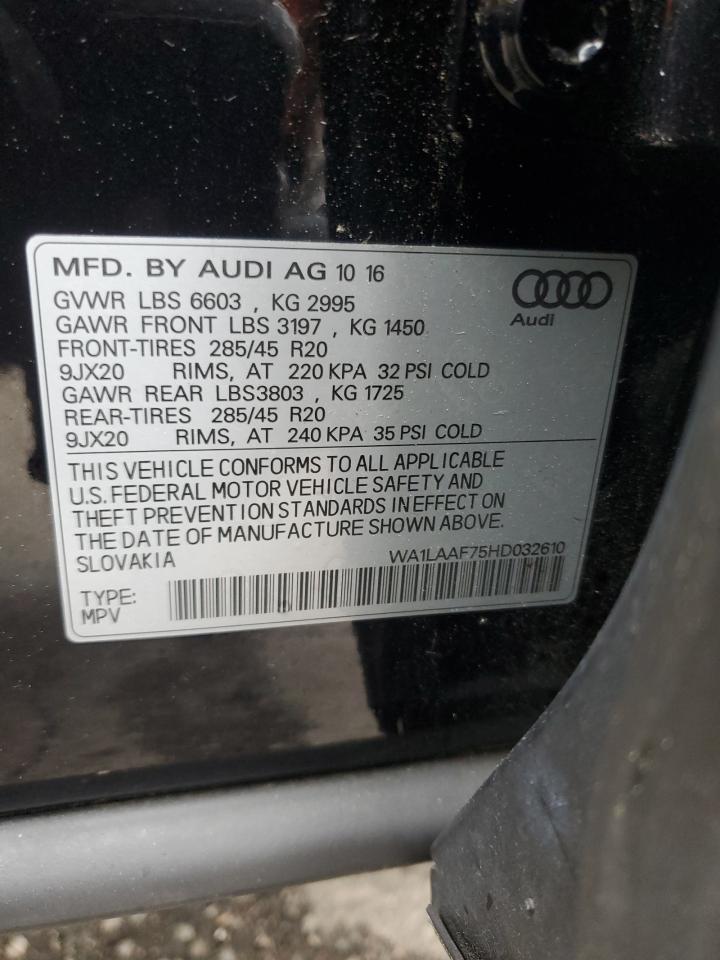 MFD. BY AUDI AG 10 16
GVWR LBS 6603 , KG 2995
GAWR FRONT LBS 3197 , KG 1450
FRONT-TIRES 285/45 R20
9JX20 RIMS, AT 220 KPA 32 PSI COLD
GAWR REAR LBS3803 , KG 1725
REAR-TIRES 285/45 R20
9JX20 RIMS, AT 240 KPA 35 PSI COLD
Audi
THIS VEHICLE CONFORMS TO ALL APPLICABLE
U.S. FEDERAL MOTOR VEHICLE SAFETY AND
THEFT PREVENTION STANDARDS IN EFFECT ON
THE DATE OF MANUFACTURE SHOWN ABOVE.
SLOVAKIA WA1LAAF75HD032610
TYPE:
MPV